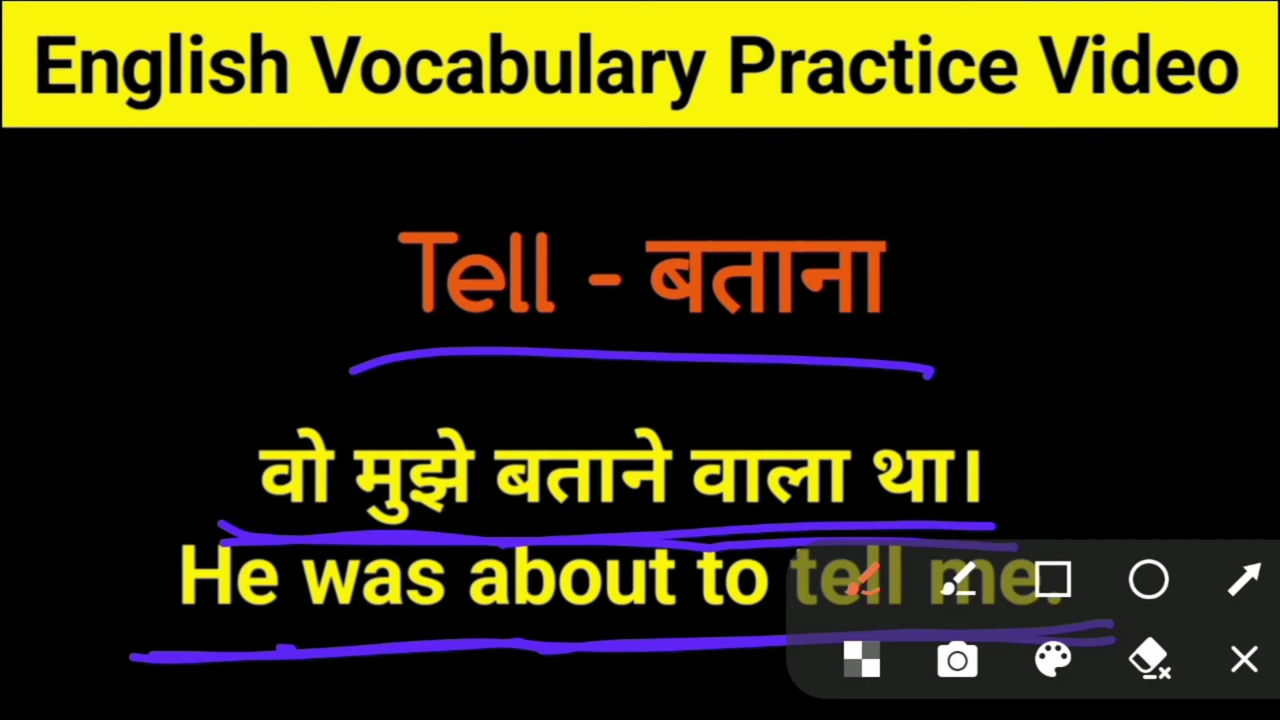 English Vocabulary Practice Video
Tell - बताना
वो मुझे बताने वाला था।
He was about to tell me.